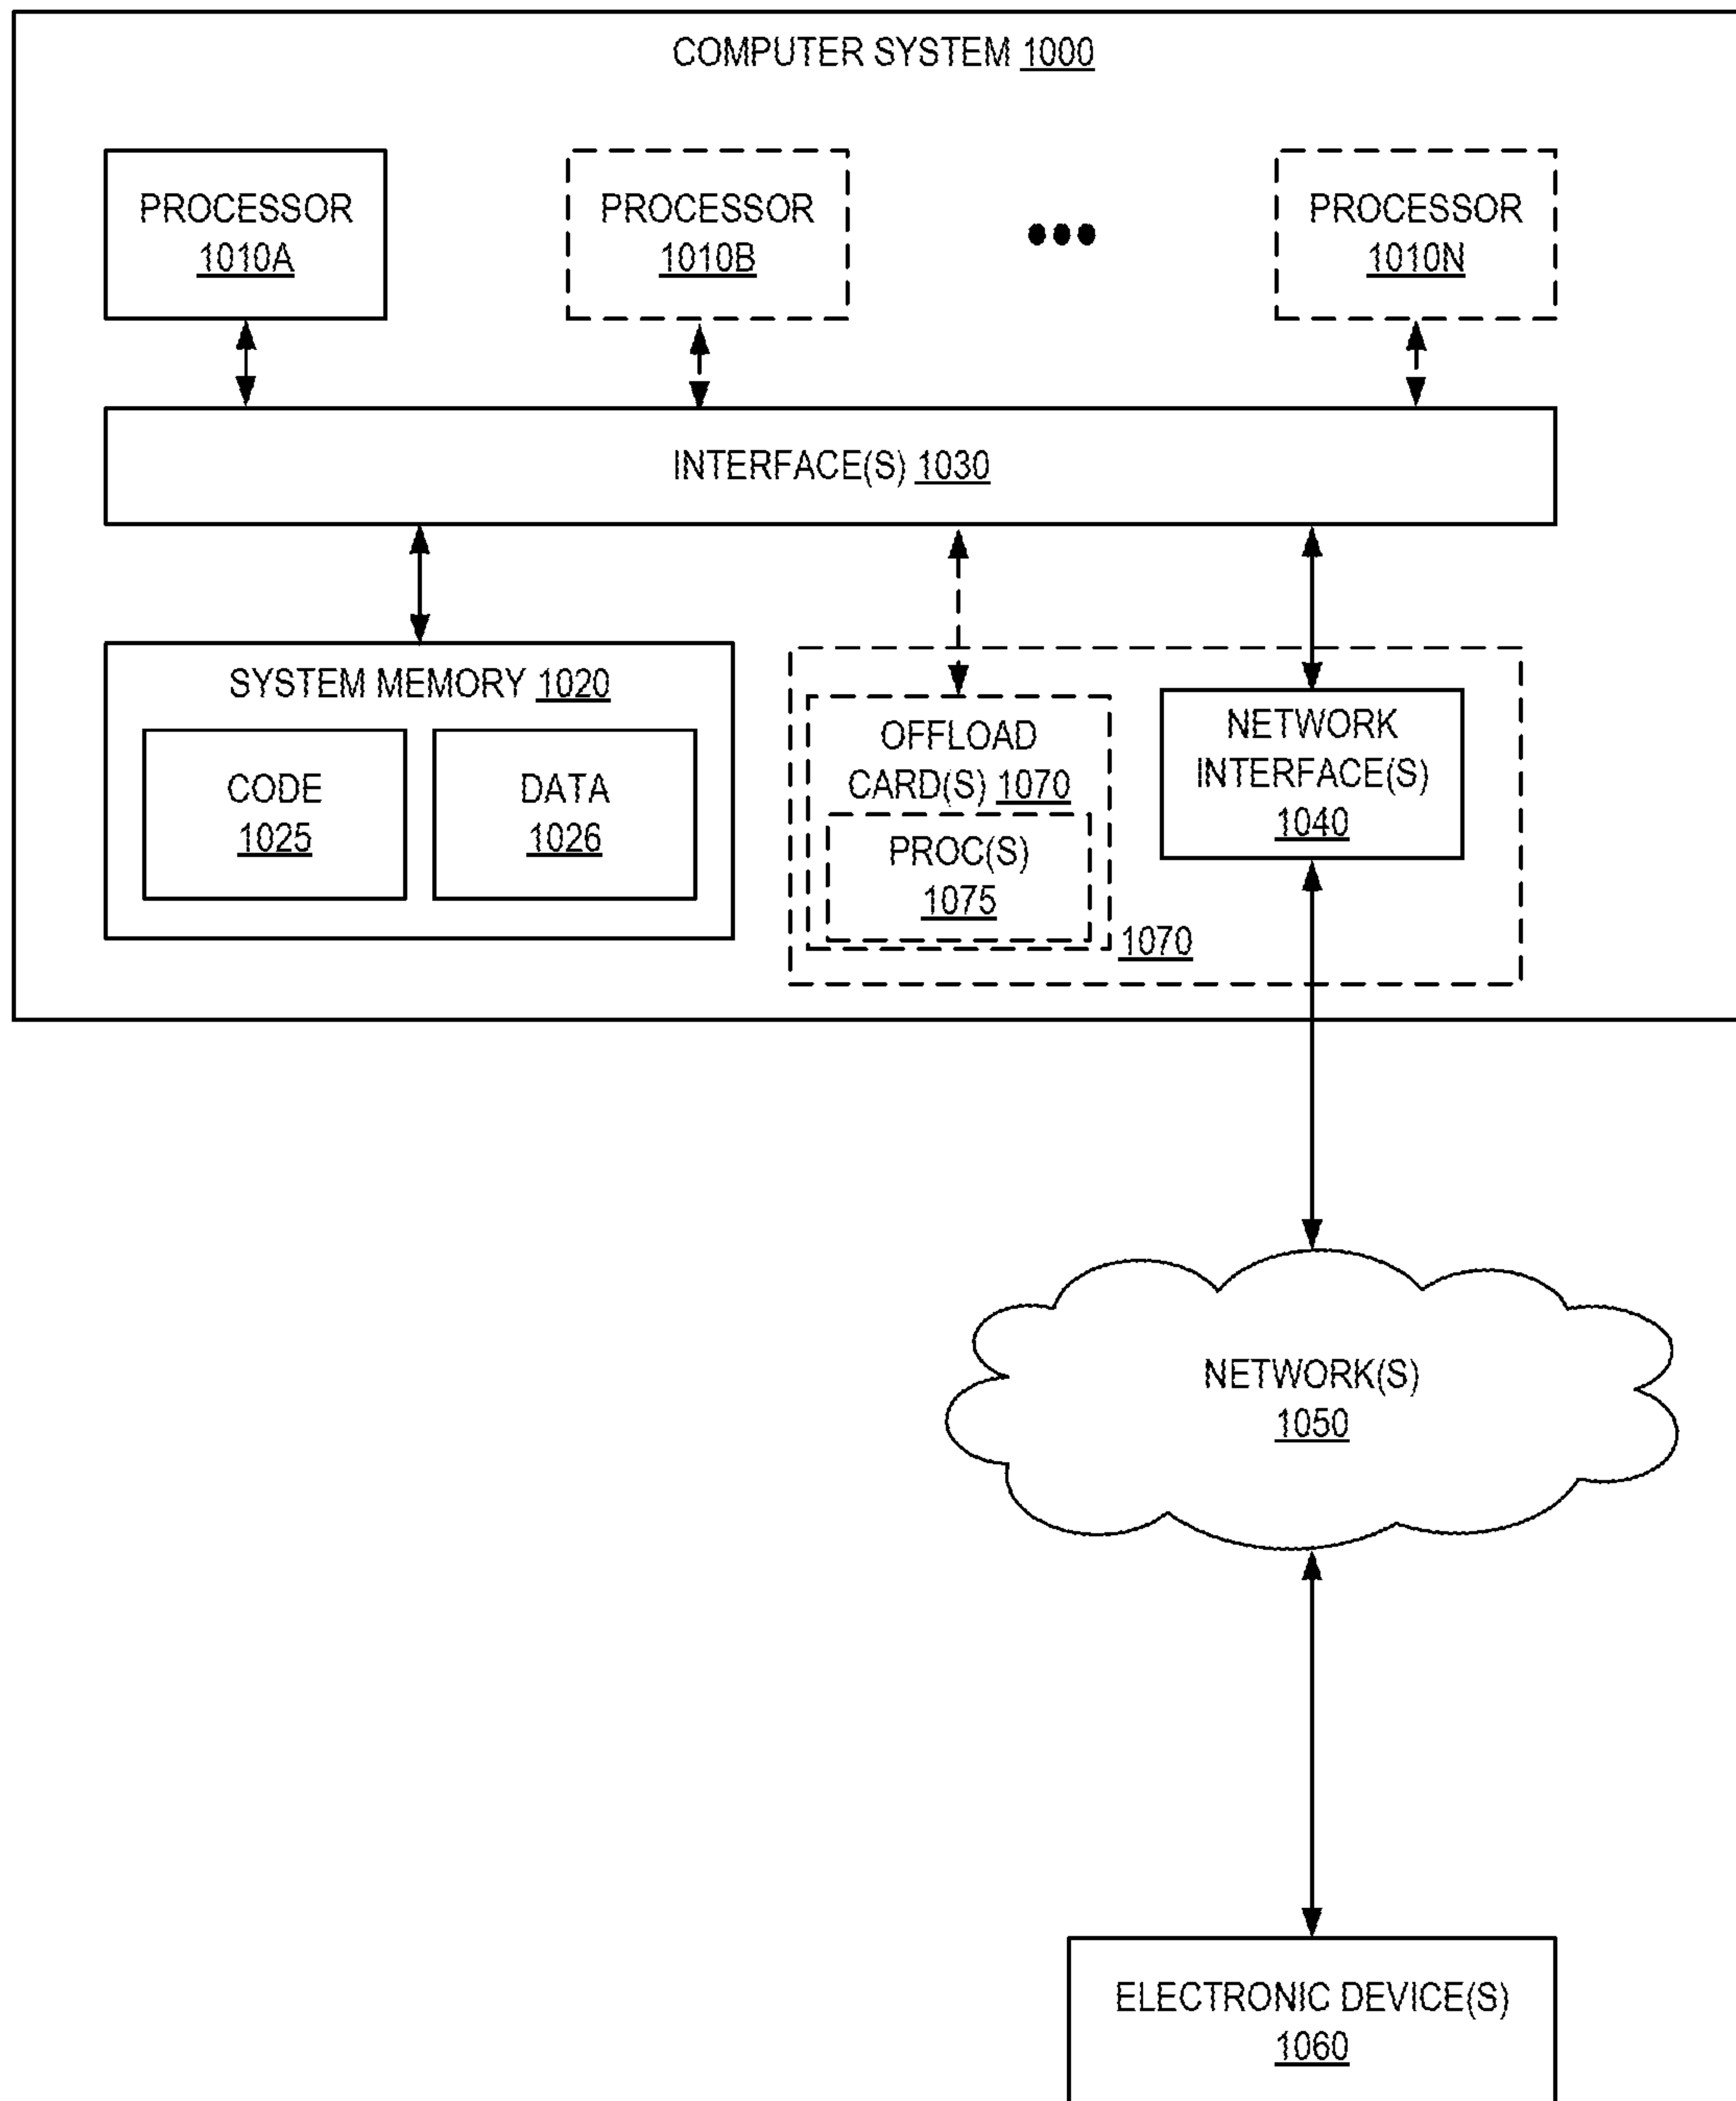 COMPUTER SYSTEM 1000
PROCESSOR
1010A
PROCESSOR
1010B
PROCESSOR
1010N
INTERFACE(S) 1030
SYSTEM MEMORY 1020
CODE
1025
DATA
1026
OFFLOAD
CARD(S) 1070
PROC(S)
1075
1070
NETWORK
INTERFACE(S)
1040
NETWORK(S)
1050
ELECTRONIC DEVICE(S)
1060